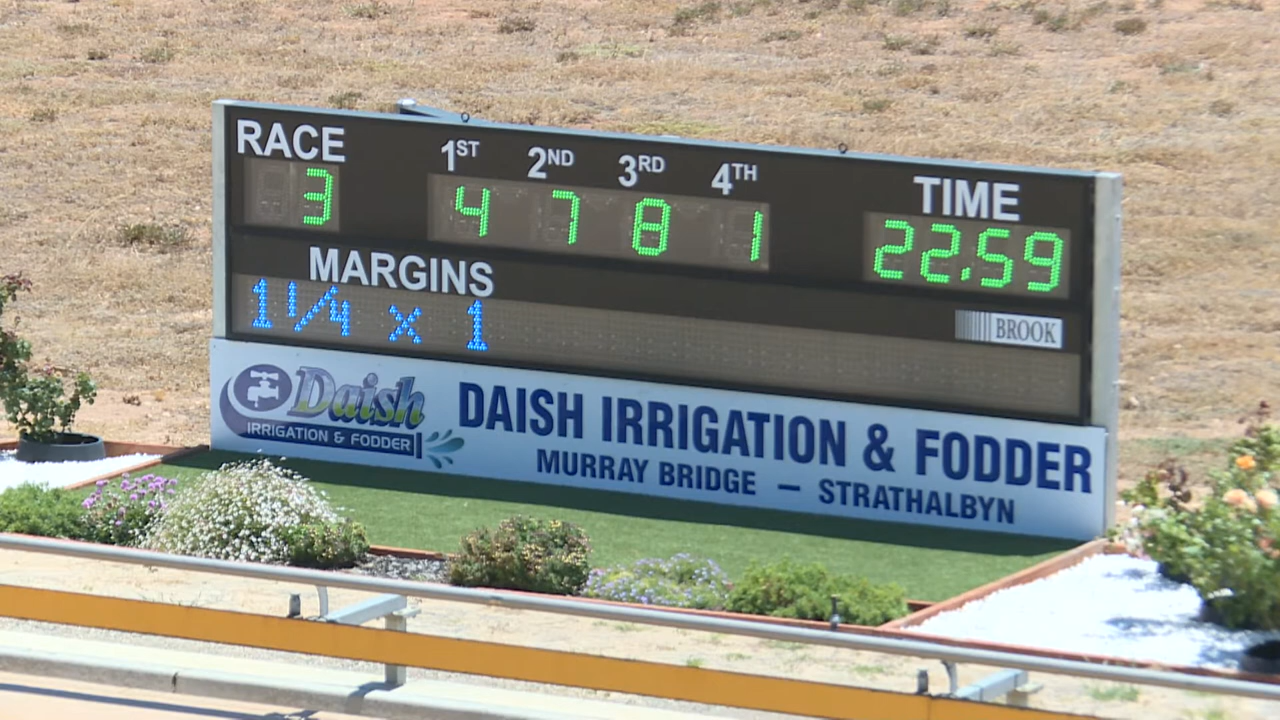 RACE 1ST 2ND 3RD 4TH TIME
3 4 7 8 1 22.59
MARGINS
1 1/4 x 1
BROOK
Daish
IRRIGATION & FODDER
DAISH IRRIGATION & FODDER
MURRAY BRIDGE – STRATHALBYN